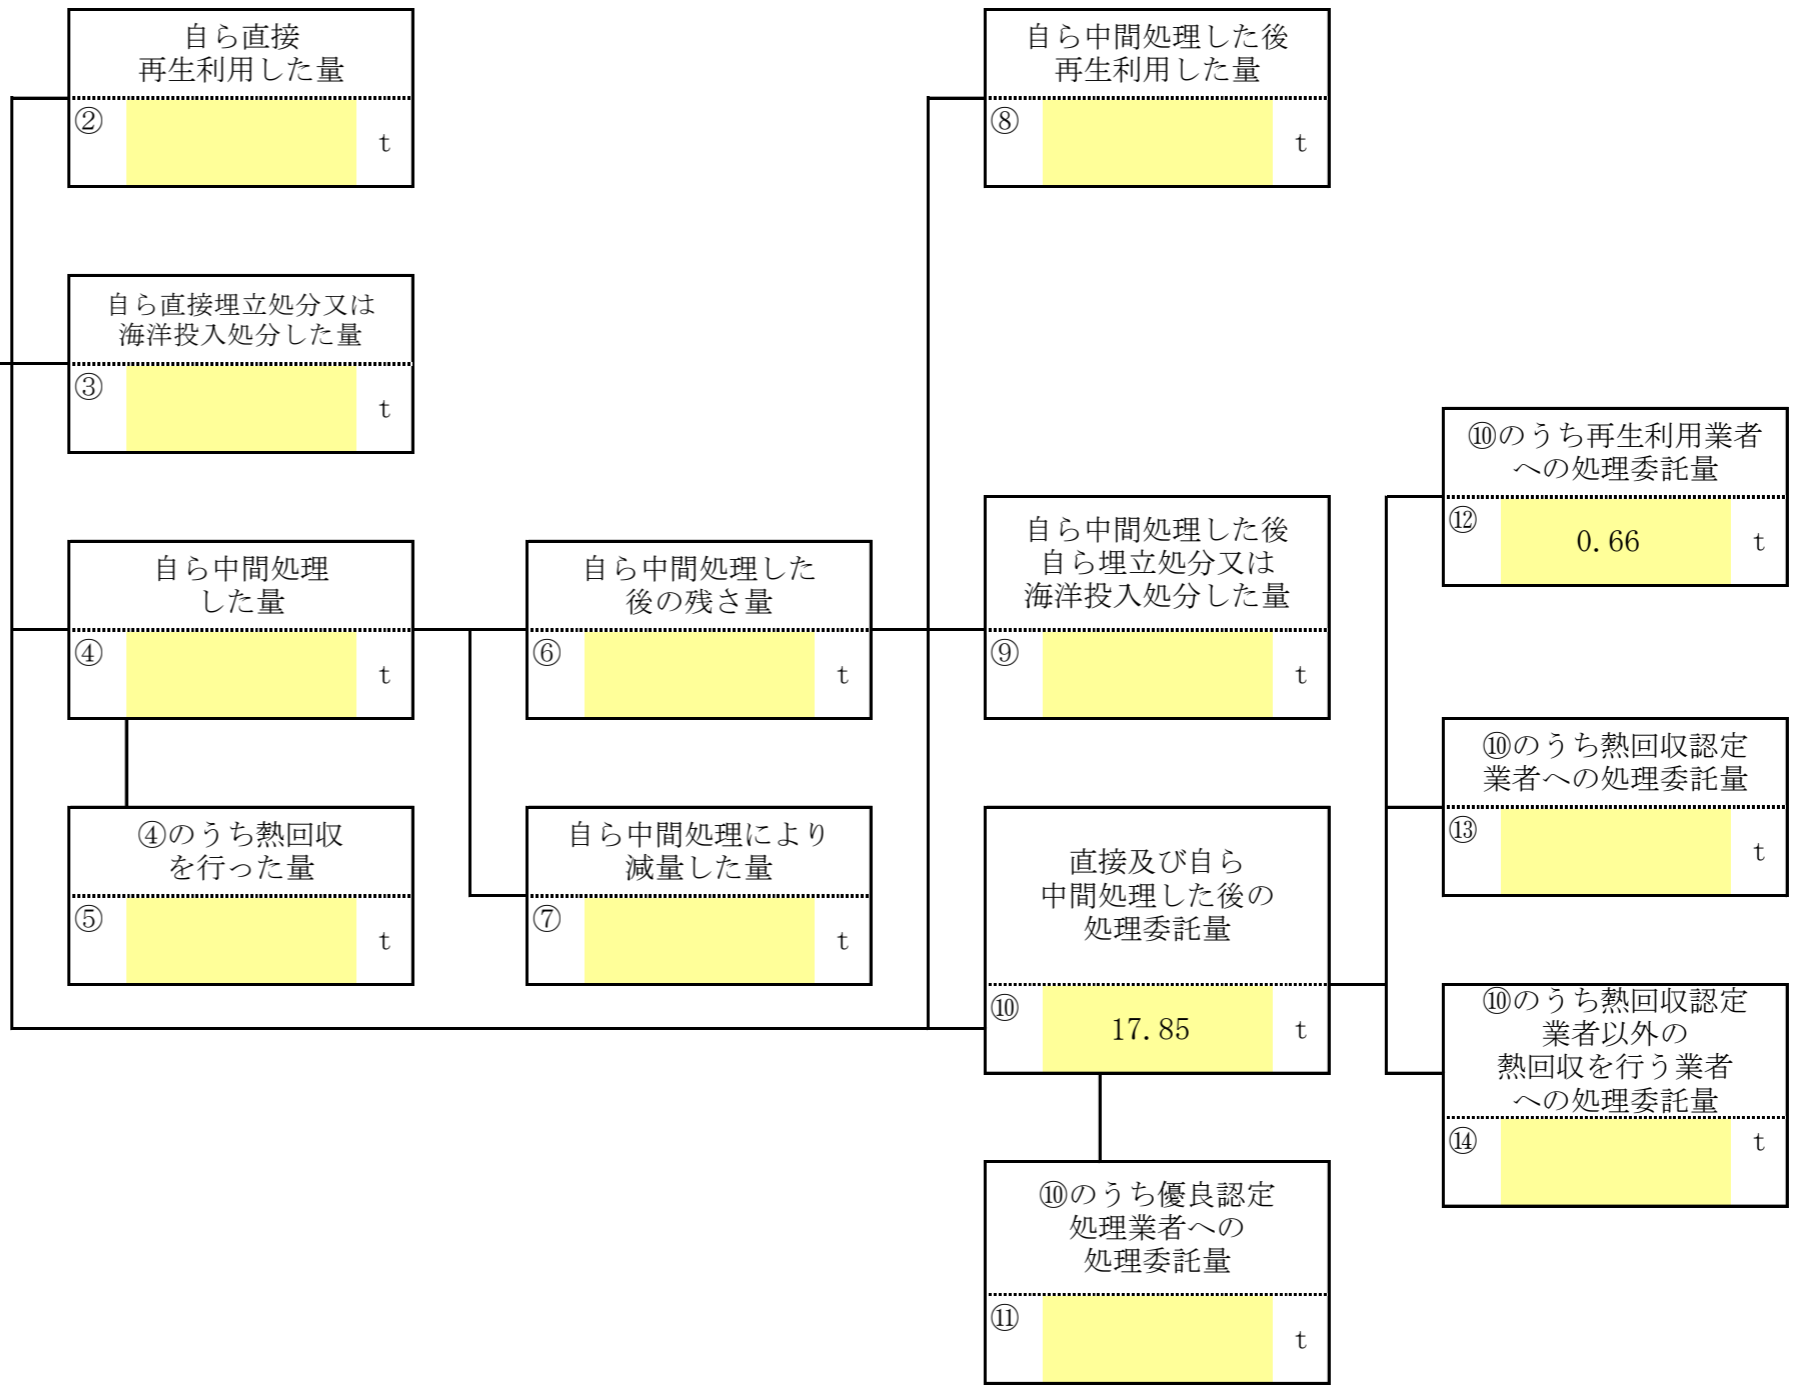 自ら直接
再生利用した量
②
t
自ら直接埋立処分又は
海洋投入処分した量
③
t
自ら中間処理
した量
④
t
④のうち熱回収
を行った量
⑤
t
自ら中間処理した
後の残さ量
⑥
t
自ら中間処理により
減量した量
⑦
t
自ら中間処理した後
再生利用した量
⑧
t
自ら中間処理した後
自ら埋立処分又は
海洋投入処分した量
⑨
t
直接及び自ら
中間処理した後の
処理委託量
⑩ 17.85 t
⑩のうち優良認定
処理業者への
処理委託量
⑪
t
⑩のうち再生利用業者
への処理委託量
⑫ 0.66 t
⑩のうち熱回収認定
業者への処理委託量
⑬
t
⑩のうち熱回収認定
業者以外の
熱回収を行う業者
への処理委託量
⑭
t